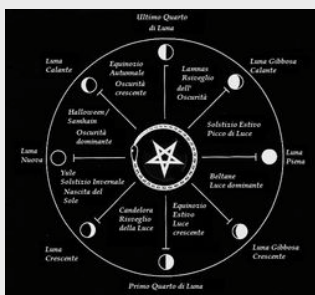 Ultimo Quarto
di Luna
Luna
Calante
Equinozio
Autunnale
Oscurità
crescente
Lamnas
Risveglio
dell'
Oscurità
Luna Gibbosa
Calante
Halloween/
Samhain
Oscurità
dominante
Solstizio Estivo
Picco di Luce
Luna
Nuova
Luna
Piena
Yule
Solstizio Invernale
Nascita del
Sole
Beltane
Luce dominante
Candelora
Risveglio
della Luce
Equinozio
Estivo
Luce
crescente
Luna
Crescente
Luna Gibbosa
Crescente
Primo Quarto di Luna